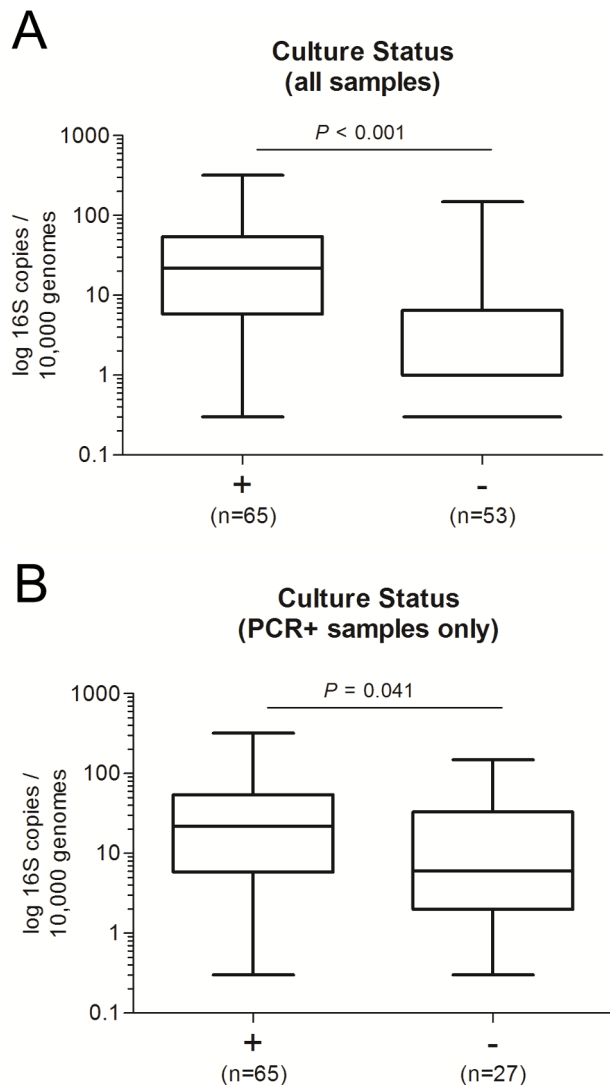 A
Culture Status
(all samples)
P < 0.001
1000
100
10
1
0.1
log 16S copies /
10,000 genomes
+
-
(n=65)
(n=53)
B
Culture Status
(PCR+ samples only)
P = 0.041
1000
100
10
1
0.1
log 16S copies /
10,000 genomes
+
-
(n=65)
(n=27)